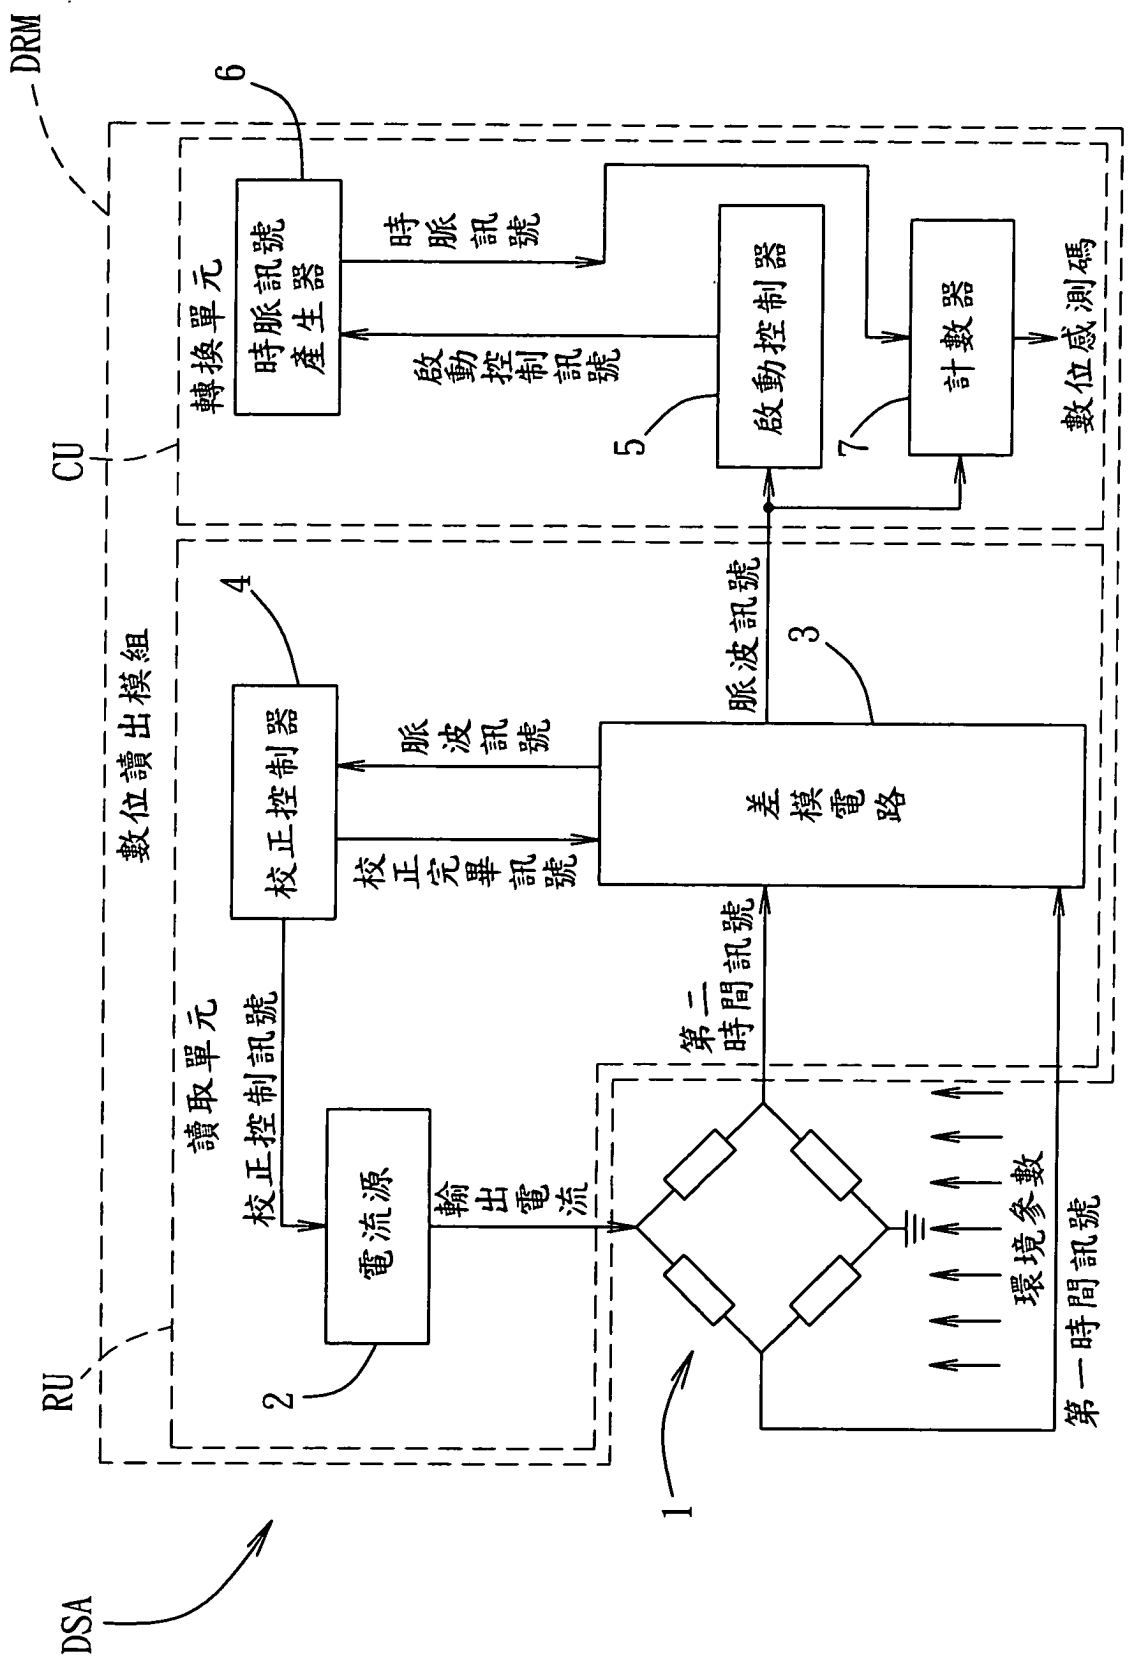 DSA
DRM
數位讀出模組
RU
讀取單元
CU
轉換單元
校正控制訊號
校正控制器
4
時脈訊號
產生器
6
電流源
2
校正完畢訊號
脈波訊號
啟動控制訊號
時脈訊號
輸出電流
第二
時間訊號
差模電路
3
脈波訊號
啟動控制器
5
計數器
7
數位感測碼
1
環境參數
第一時間訊號